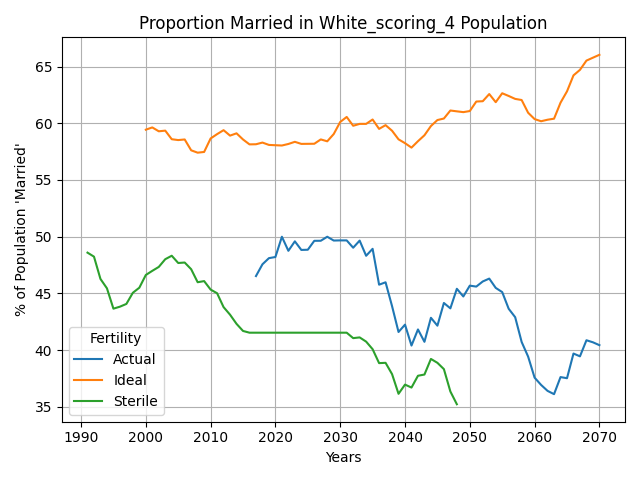 Proportion Married in White_scoring_4 Population
% of Population 'Married'
65
60
55
50
45
40
35
Fertility
Actual
Ideal
Sterile
1990 2000 2010 2020 2030 2040 2050 2060 2070
Years